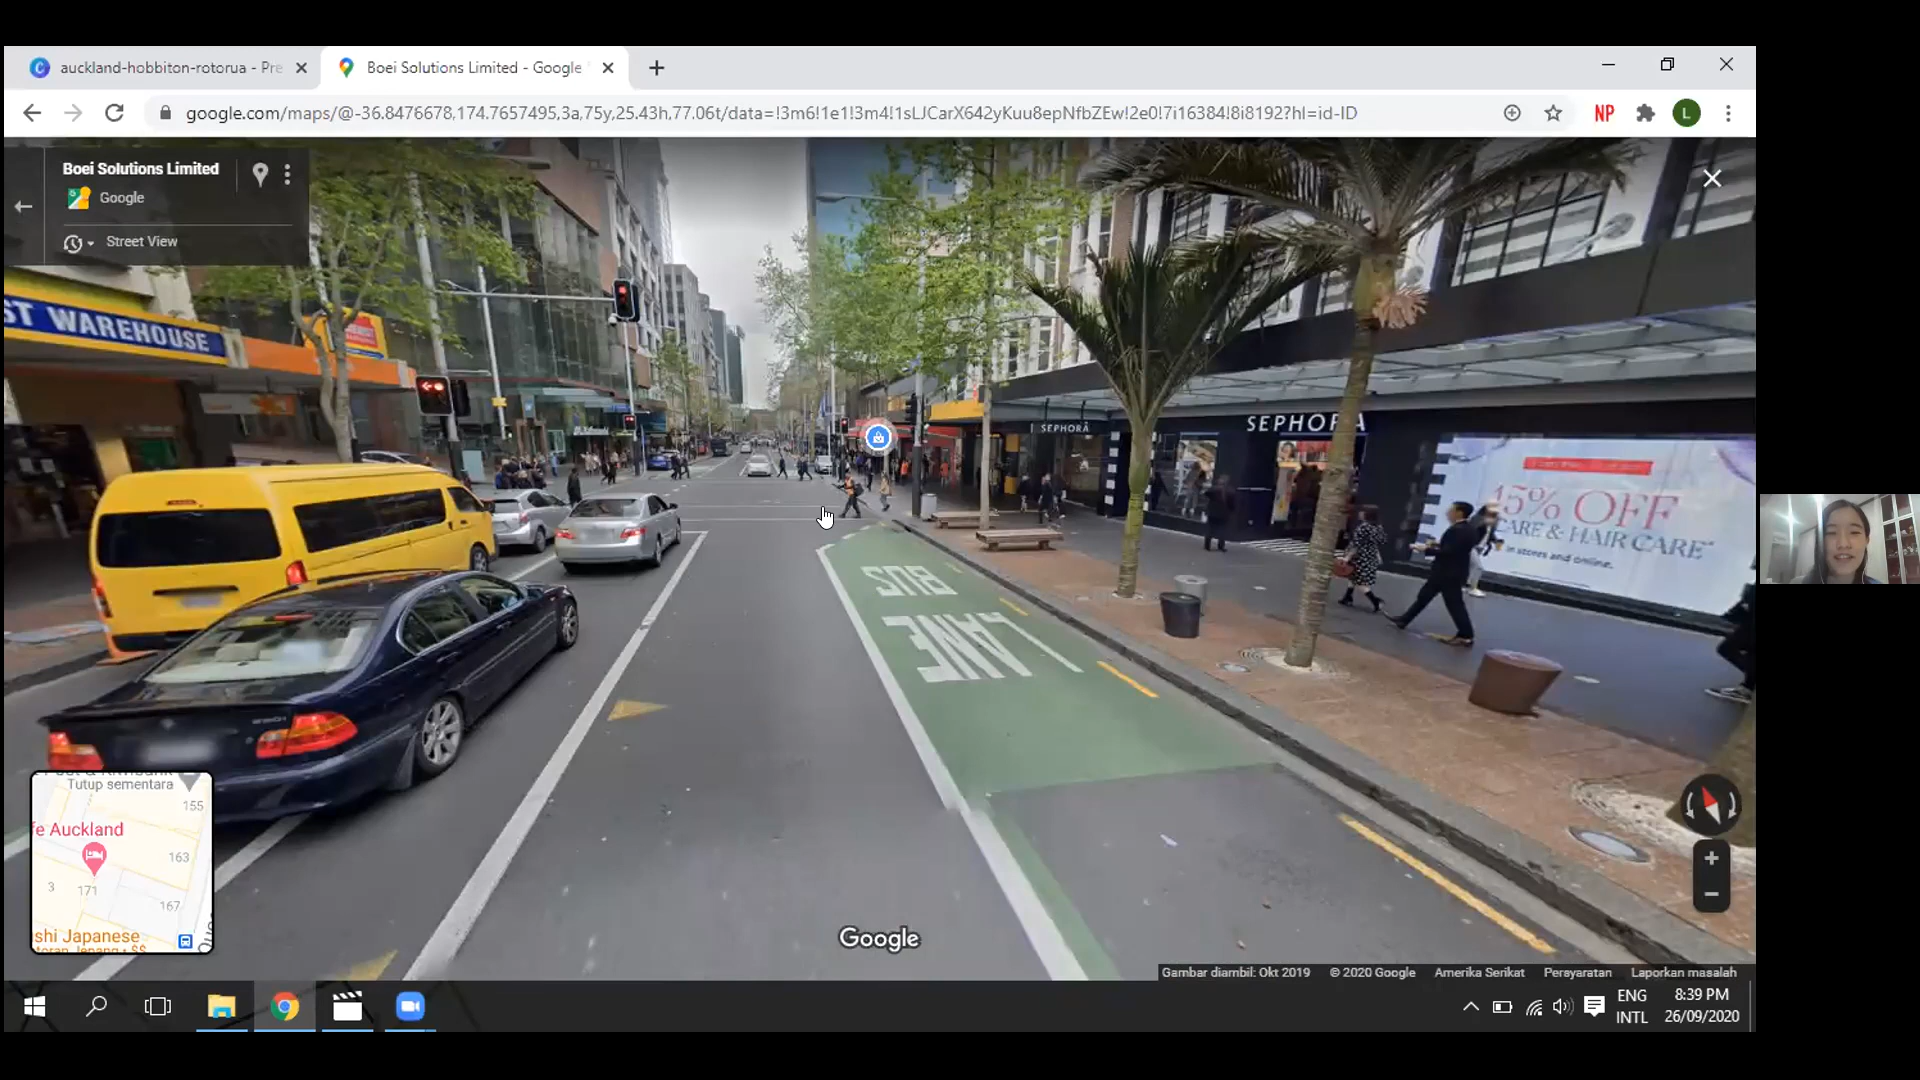 auckland-hobbiton-rotorua - Pre
Boei Solutions Limited - Google
google.com/maps/@-36.8476678,174.7657495,3a,75y,25.43h,77.06t/data=!3m6!1e1!3m4!1sLJCarX642yKuu8epNfbZEw!2e0!7i16384!8i8192?hl=id-ID
NP
L
Boei Solutions Limited
Google
Street View
ST WAREHOUSE
SEPHORA
SEPHORA
15% OFF
CARE & HAIR CARE*
in stores and online.
BUS
LANE
Tutup sementara
155
fe Auckland
163
3
171
167
shi Japanese
Google
Gambar diambil: Okt 2019
© 2020 Google
Amerika Serikat
Persyaratan
Laporkan masalah
ENG
INTL
8:39 PM
26/09/2020